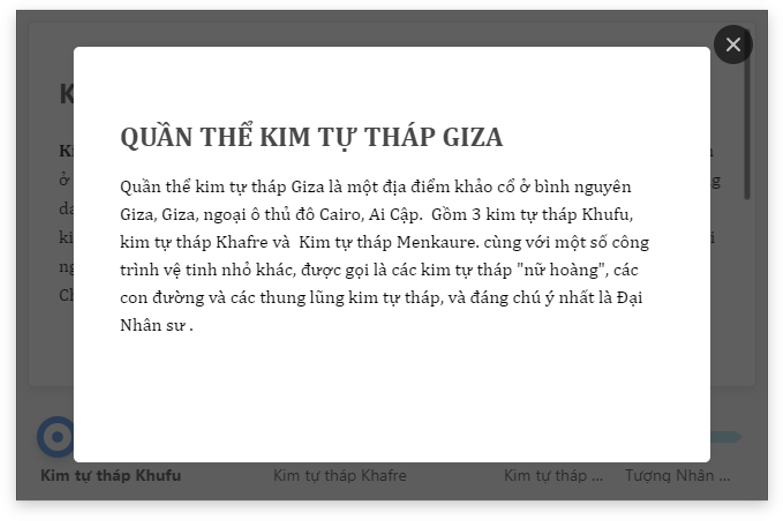 QUẦN THỂ KIM TỰ THÁP GIZA
Quần thể kim tự tháp Giza là một địa điểm khảo cổ ở bình nguyên
Giza, Giza, ngoại ô thủ đô Cairo, Ai Cập.  Gồm 3 kim tự tháp Khufu,
kim tự tháp Khafre và  Kim tự tháp Menkaure. cùng với một số công
trình vệ tinh nhỏ khác, được gọi là các kim tự tháp "nữ hoàng", các
con đường và các thung lũng kim tự tháp, và đáng chú ý nhất là Đại
Nhân sư .
Kim tự tháp Khufu Kim tự tháp Khafre Kim tự tháp ... Tượng Nhân ...